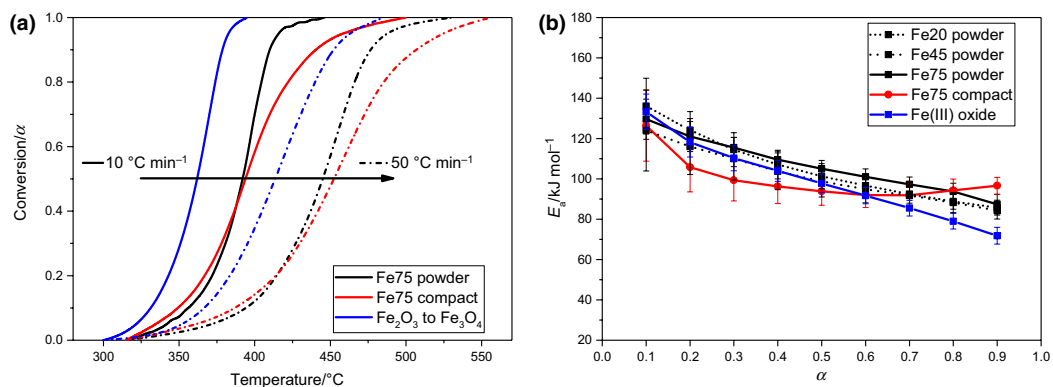 (a)
1.0
0.8
0.6
0.4
0.2
0.0
Conversion/α
10 °C min⁻¹
50 °C min⁻¹
Fe75 powder
Fe75 compact
Fe₂O₃ to Fe₃O₄
300 350 400 450 500 550
Temperature/°C
(b)
180
160
140
120
100
80
60
40
20
Eₐ/kJ mol⁻¹
Fe20 powder
Fe45 powder
Fe75 powder
Fe75 compact
Fe(III) oxide
0.0 0.1 0.2 0.3 0.4 0.5 0.6 0.7 0.8 0.9 1.0
α